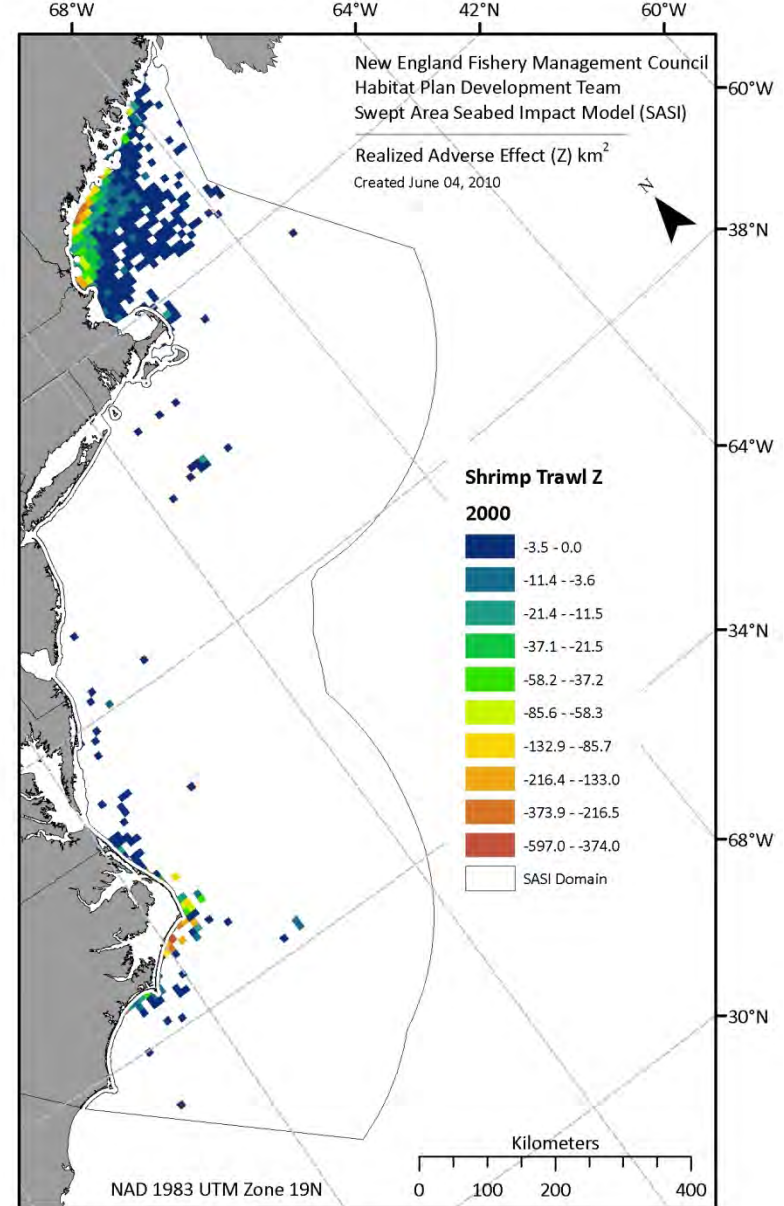 68°W 64°W 42°N 60°W
New England Fishery Management Council
Habitat Plan Development Team
Swept Area Seabed Impact Model (SASI)
Realized Adverse Effect (Z) km²
Created June 04, 2010
N
60°W
38°N
64°W
Shrimp Trawl Z
2000
-3.5 - 0.0
-11.4 - -3.6
-21.4 - -11.5
34°N
-37.1 - -21.5
-58.2 - -37.2
-85.6 - -58.3
-132.9 - -85.7
-216.4 - -133.0
-373.9 - -216.5
68°W
-597.0 - -374.0
SASI Domain
30°N
Kilometers
0 100 200 400
NAD 1983 UTM Zone 19N